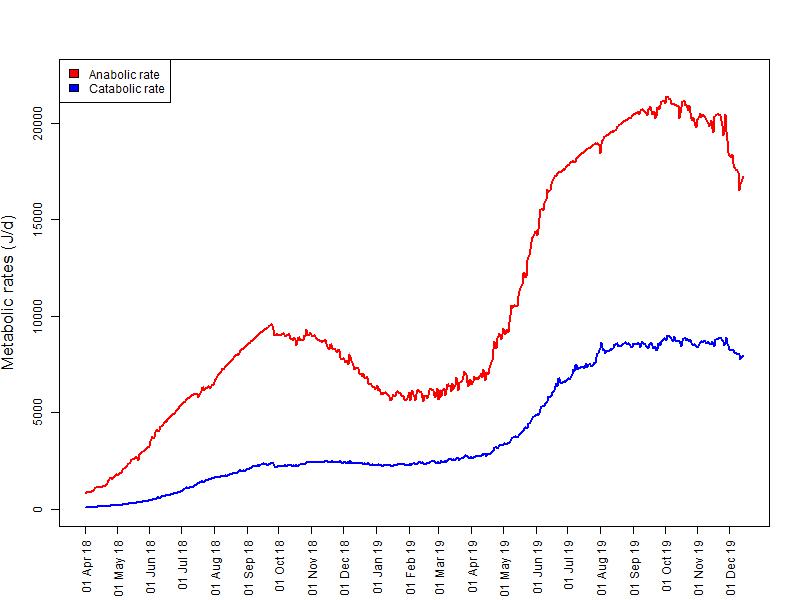 Anabolic rate
Catabolic rate
Metabolic rates (J/d)
20000
15000
10000
5000
0
01 Apr 18
01 May 18
01 Jun 18
01 Jul 18
01 Aug 18
01 Sep 18
01 Oct 18
01 Nov 18
01 Dec 18
01 Jan 19
01 Feb 19
01 Mar 19
01 Apr 19
01 May 19
01 Jun 19
01 Jul 19
01 Aug 19
01 Sep 19
01 Oct 19
01 Nov 19
01 Dec 19